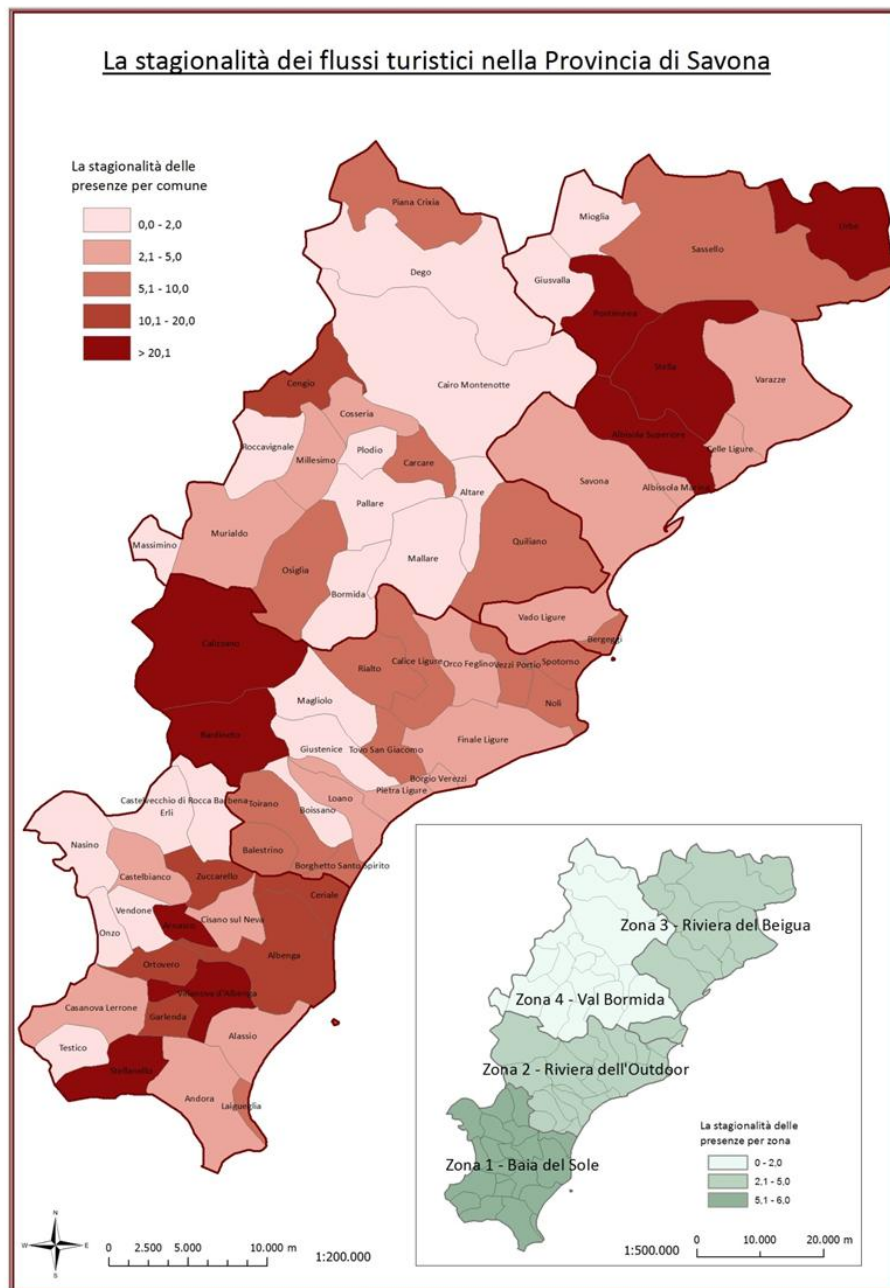 La stagionalità dei flussi turistici nella Provincia di Savona
La stagionalità delle
presenze per comune
0,0 - 2,0
2,1 - 5,0
5,1 - 10,0
10,1 - 20,0
> 20,1
Piana Crixia
Mioglia
Urbe
Sassello
Dego
Giusvalla
Pontinvrea
Stella
Varazze
Cengio
Cairo Montenotte
Cosseria
Roccavignale
Plodio
Albisola Superiore
Millesimo
Carcare
Celle Ligure
Savona
Albissola Marina
Altare
Pallare
Murialdo
Quiliano
Massimino
Osiglia
Mallare
Bormida
Vado Ligure
Bergeggi
Calizzano
Calice Ligure
Orco Feglino
Vezzi Portio
Spotorno
Rialto
Magliolo
Noli
Bardineto
Giustenice
Tovo San Giacomo
Finale Ligure
Borgio Verezzi
Pietra Ligure
Castelvecchio di Rocca Barbena
Erli
Toirano
Loano
Boissano
Nasino
Balestrino
Borghetto Santo Spirito
Castelbianco
Zuccarello
Ceriale
Vendone
Arnasco
Cisano sul Neva
Onzo
Albenga
Ortovero
Villanova d'Albenga
Casanova Lerrone
Garlenda
Alassio
Testico
Stellanello
Andora
Laigueglia
Zona 3 - Riviera del Beigua
Zona 4 - Val Bormida
Zona 2 - Riviera dell'Outdoor
Zona 1 - Baia del Sole
La stagionalità delle
presenze per zona
0 - 2,0
2,1 - 5,0
5,1 - 6,0
N
W E
S
0 2.500 5.000 10.000 m
1:200.000
0 10.000 20.000 m
1:500.000